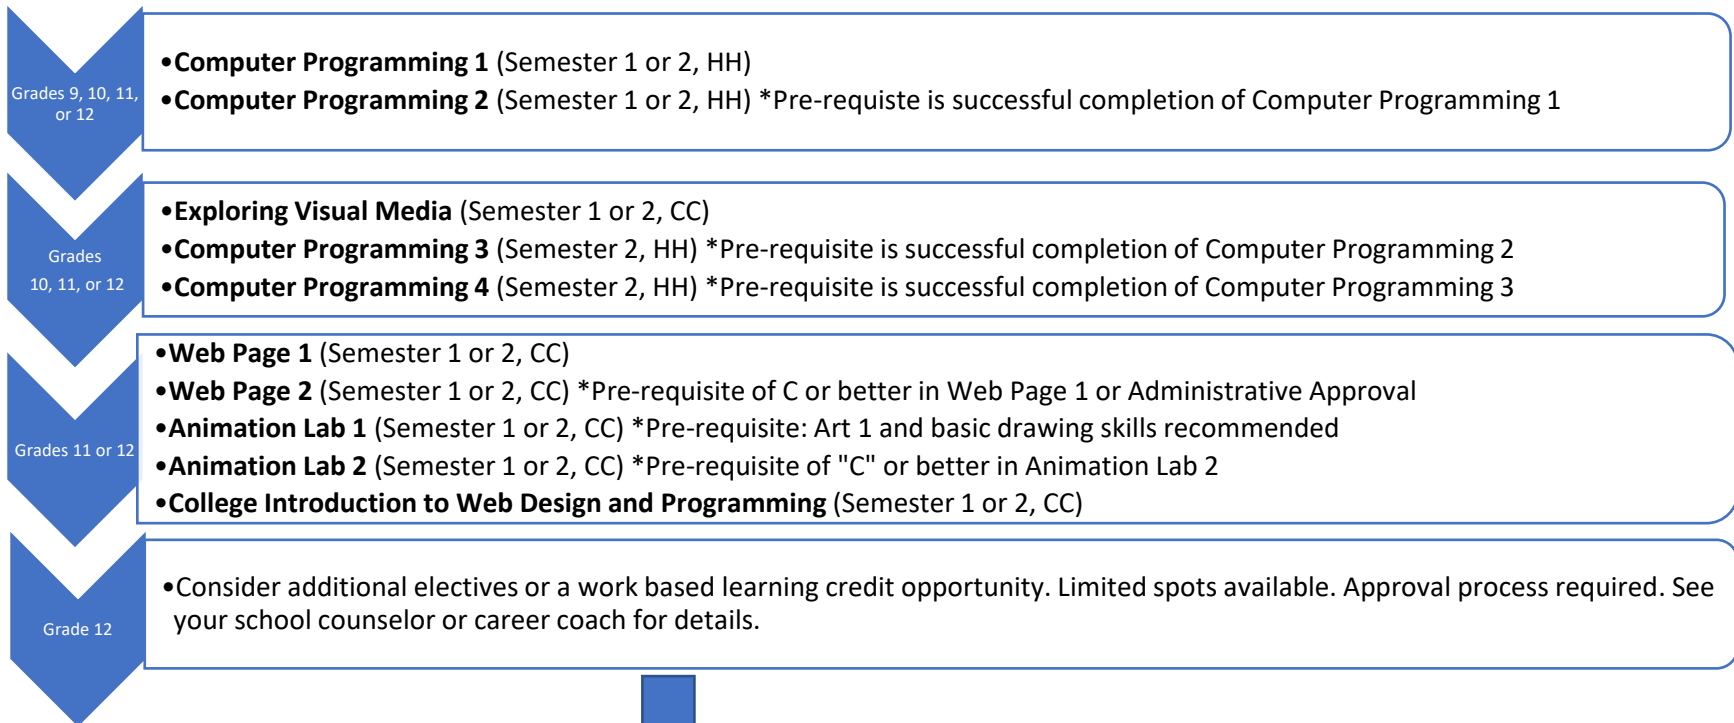 Grades 9, 10, 11,
or 12
•Computer Programming 1 (Semester 1 or 2, HH)
•Computer Programming 2 (Semester 1 or 2, HH) *Pre-requiste is successful completion of Computer Programming 1
Grades
10, 11, or 12
•Exploring Visual Media (Semester 1 or 2, CC)
•Computer Programming 3 (Semester 2, HH) *Pre-requisite is successful completion of Computer Programming 2
•Computer Programming 4 (Semester 2, HH) *Pre-requisite is successful completion of Computer Programming 3
Grades 11 or 12
•Web Page 1 (Semester 1 or 2, CC)
•Web Page 2 (Semester 1 or 2, CC) *Pre-requisite of C or better in Web Page 1 or Administrative Approval
•Animation Lab 1 (Semester 1 or 2, CC) *Pre-requisite: Art 1 and basic drawing skills recommended
•Animation Lab 2 (Semester 1 or 2, CC) *Pre-requisite of "C" or better in Animation Lab 2
•College Introduction to Web Design and Programming (Semester 1 or 2, CC)
Grade 12
•Consider additional electives or a work based learning credit opportunity. Limited spots available. Approval process required. See
your school counselor or career coach for details.